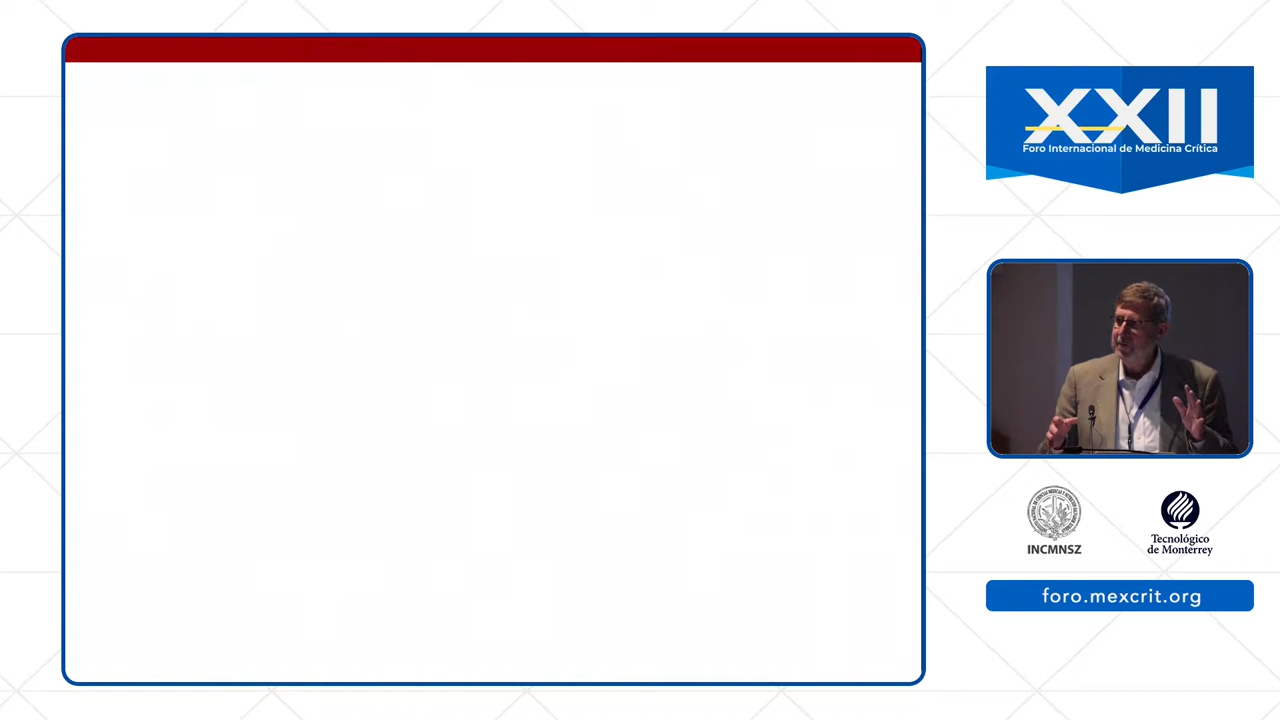 XXII
Foro Internacional de Medicina Crítica
INCMNSZ
Tecnológico
de Monterrey
foro.mexcrit.org